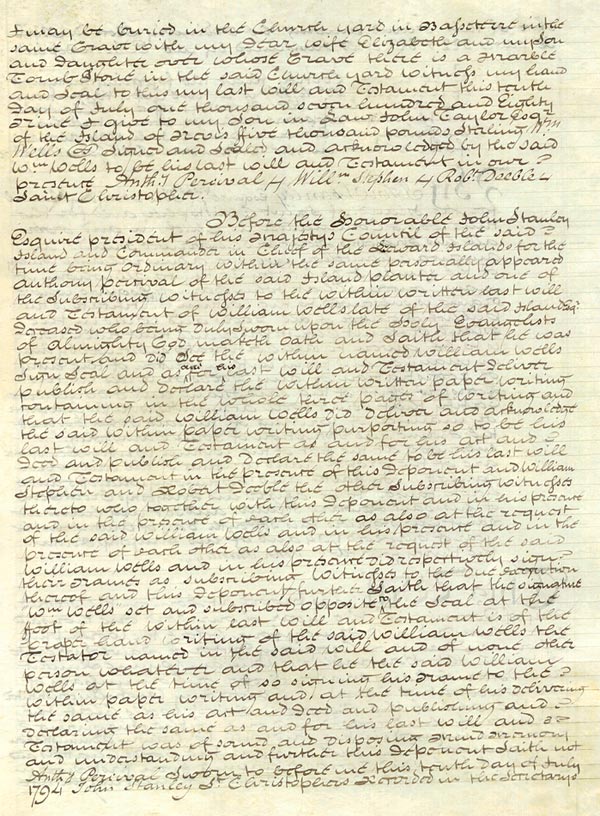 I may be buried in the Church yard in Basseterre in the
same Grave with my Dear wife Elizabeth and my Son
and Daughter over whose Grave there is a Marble
Tomb Stone in the said Church yard Witness my hand
and Seal to this my last will and Testament this tenth
Day of July one thousand seven hundred and Eighty
I give to my Son in Law John Taylor Esqr
of the Island of Nevis five thousand pounds Sterling Wm
Wells Signed and Sealed and acknowledged by the said
Wm Wells to be his last will and Testament in our
presence Anthy Percival Willm Stephen Robt Deeble
Saint Christopher.
Before the Honorable John Stanley
Esquire president of his Majestys Council of the said
Island and Commander in Chief of the Leeward Islands for the
time being Ordinary within the same personally appeared
anthony percival of the said Island planter and one of
the Subscribing witnesses to the within written last will
and Testament of William Wells late of the said Island Esqr
Deceased who being Duly sworn upon the Holy Evangelists
of Almighty God, maketh oath and Saith that he was
present and did See the within named William Wells
Sign Seal and as and for his last will and Testament deliver
publish and declare the within written paper writing
containing in the whole three pages of writing and
that the said William Wells Did Deliver and acknowledge
the said within paper writing purporting so to be his
last will and Testament as and for his act and
Deed and publish and Declare the same to be his last will
and Testament in the presence of this Deponent and William
Stephen and Robert Deeble the other Subscribing Witnesses
thereto who together with this Deponent and in his presence
and in the presence of each other as also at the request
of the said William Wells and in his presence and in the
presence of each other as also at the request of the said
William Wells and in his presence Did respectively sign
their Names as subscribing Witnesses to the due execution
thereof and this Deponent further Saith that the signature
Wm Wells set and subscribed opposite to the Seal at the
foot of the within last will and Testament is of the
proper hand writing of the said William Wells the
Testator named in the said will and of none other
person whatever and that he the said William
Wells at the time of so signing his Name to the
within paper writing and at the time of his delivering
the same as his act and Deed and publishing and
declaring the same as and for his last will and
Testament was of sound and disposing mind memory
and understanding and further this Deponent Saith not
Anthy Percival Sworn to before me this tenth Day of July
1794 John Stanley St Christophers Recorded in the Secretarys